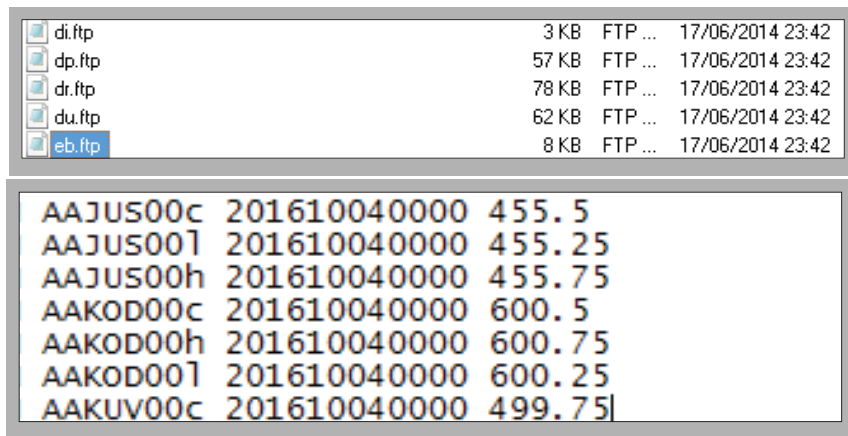 di.ftp 3 KB FTP ... 17/06/2014 23:42
dp.ftp 57 KB FTP ... 17/06/2014 23:42
dr.ftp 78 KB FTP ... 17/06/2014 23:42
du.ftp 62 KB FTP ... 17/06/2014 23:42
eb.ftp 8 KB FTP ... 17/06/2014 23:42
AAJUS00c 201610040000 455.5
AAJUS00l 201610040000 455.25
AAJUS00h 201610040000 455.75
AAKOD00c 201610040000 600.5
AAKOD00h 201610040000 600.75
AAKOD00l 201610040000 600.25
AAKUV00c 201610040000 499.75